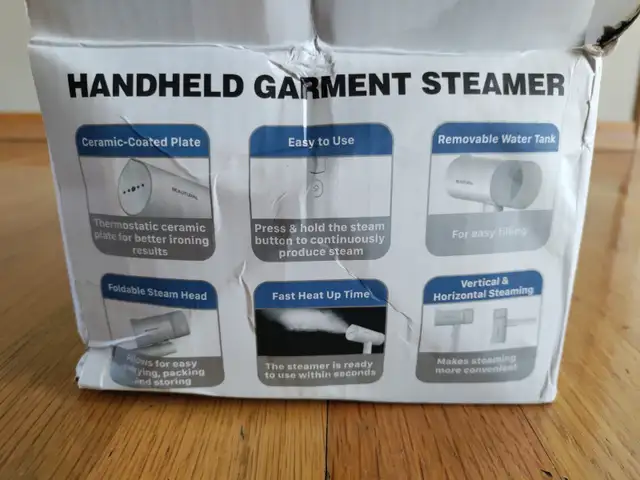 HANDHELD GARMENT STEAMER
Ceramic-Coated Plate
Thermostatic ceramic
plate for better ironing
results
Easy to Use
Press & hold the steam
button to continuously
produce steam
Removable Water Tank
For easy filling
Foldable Steam Head
Allows for easy
carrying, packing
and storing
Fast Heat Up Time
The steamer is ready
to use within seconds
Vertical &
Horizontal Steaming
Makes steaming
more convenient